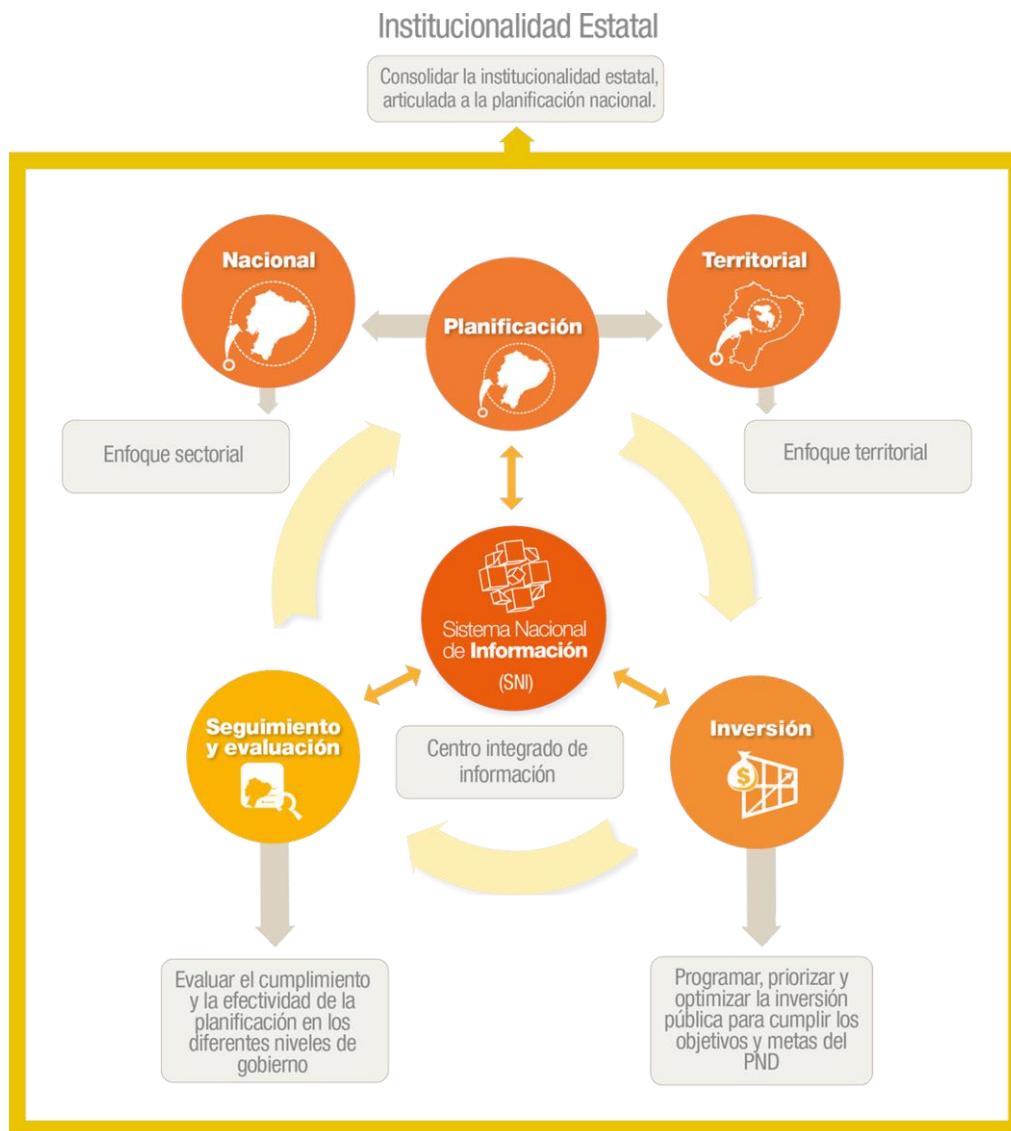 Institucionalidad Estatal
Consolidar la institucionalidad estatal,
articulada a la planificación nacional.
Nacional
Territorial
Planificación
Enfoque sectorial
Enfoque territorial
Sistema Nacional
de Información
(SNI)
Seguimiento
y evaluación
Centro integrado de
información
Inversión
$
Evaluar el cumplimiento
y la efectividad de la
planificación en los
diferentes niveles de
gobierno
Programar, priorizar y
optimizar la inversión
pública para cumplir los
objetivos y metas del
PND